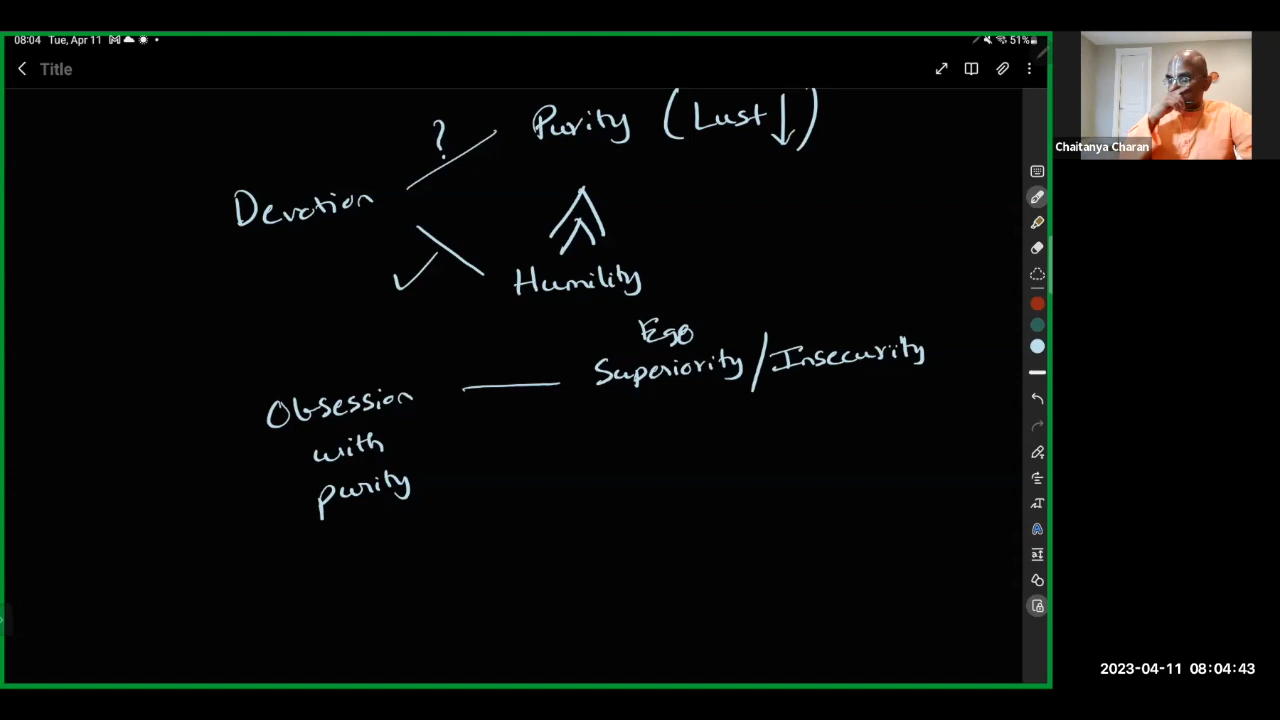 08:04 Tue, Apr 11
51%
Title
? Purity (Lust ↓)
Devotion
Humility
Ego
Superiority/Insecurity
Obsession
with
purity
Chaitanya Charan
2023-04-11 08:04:43